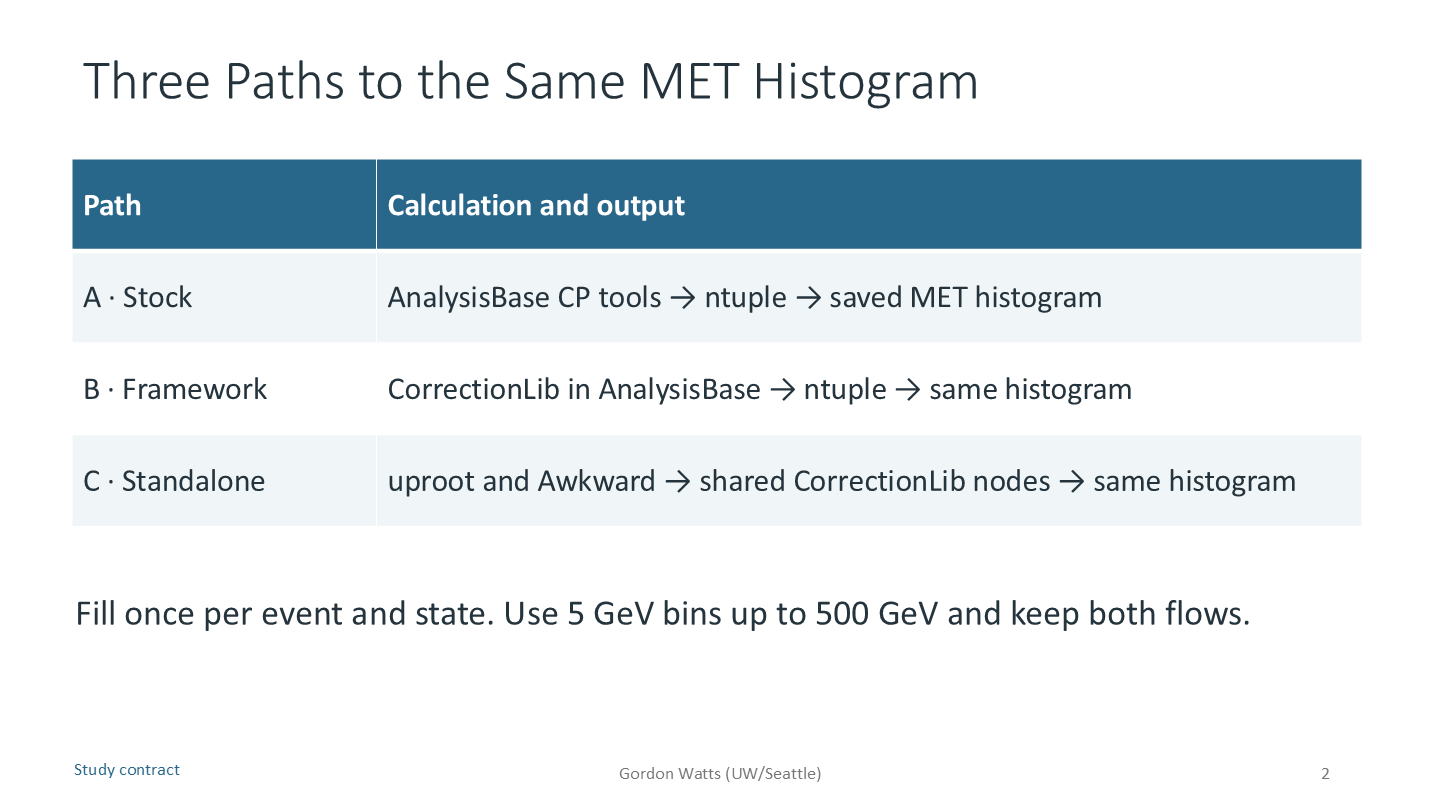 Three Paths to the Same MET Histogram
Path
Calculation and output
A · Stock
AnalysisBase CP tools → ntuple → saved MET histogram
B · Framework
CorrectionLib in AnalysisBase → ntuple → same histogram
C · Standalone
uproot and Awkward → shared CorrectionLib nodes → same histogram
Fill once per event and state. Use 5 GeV bins up to 500 GeV and keep both flows.
Study contract
Gordon Watts (UW/Seattle)
2